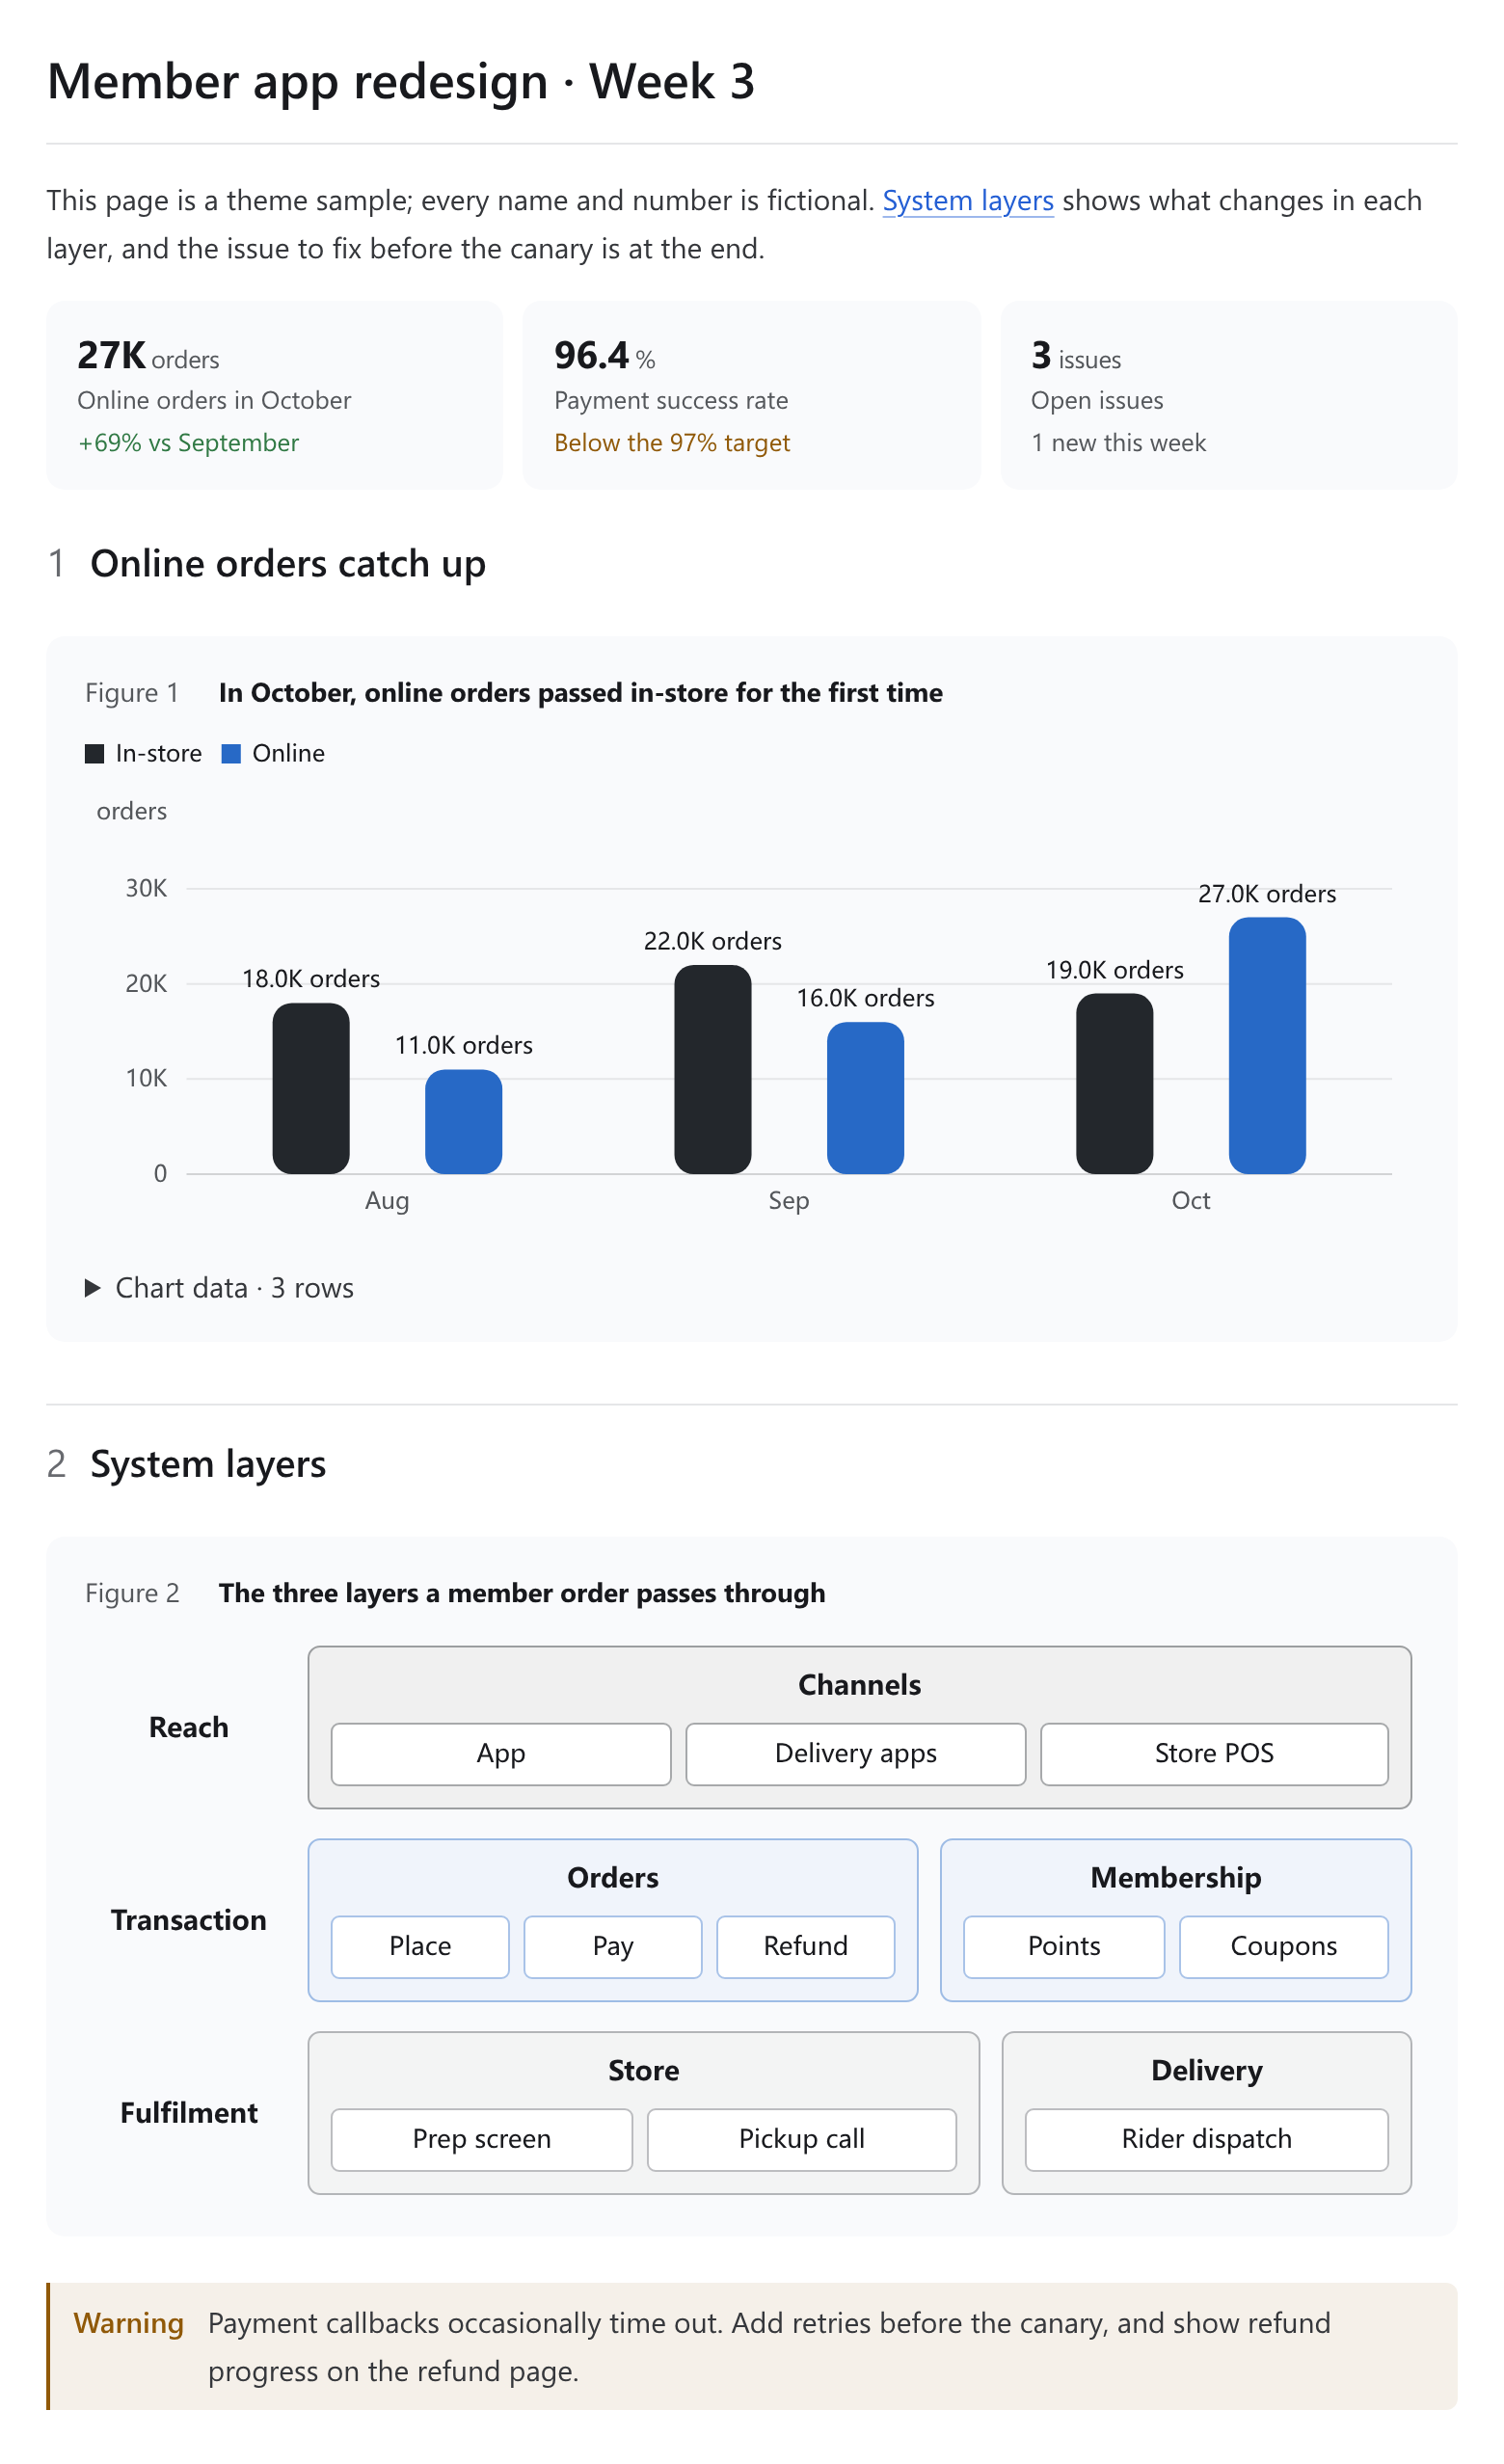 Member app redesign · Week 3
This page is a theme sample; every name and number is fictional. System layers shows what changes in each
layer, and the issue to fix before the canary is at the end.
27K orders
Online orders in October
+69% vs September
96.4 %
Payment success rate
Below the 97% target
3 issues
Open issues
1 new this week
1 Online orders catch up
Figure 1 In October, online orders passed in-store for the first time
In-store Online
orders
30K
20K
10K
0
18.0K orders
11.0K orders
22.0K orders
16.0K orders
19.0K orders
27.0K orders
Aug Sep Oct
▶ Chart data · 3 rows
2 System layers
Figure 2 The three layers a member order passes through
Reach
Channels
App Delivery apps Store POS
Transaction
Orders
Place Pay Refund
Membership
Points Coupons
Fulfilment
Store
Prep screen Pickup call
Delivery
Rider dispatch
Warning Payment callbacks occasionally time out. Add retries before the canary, and show refund
progress on the refund page.